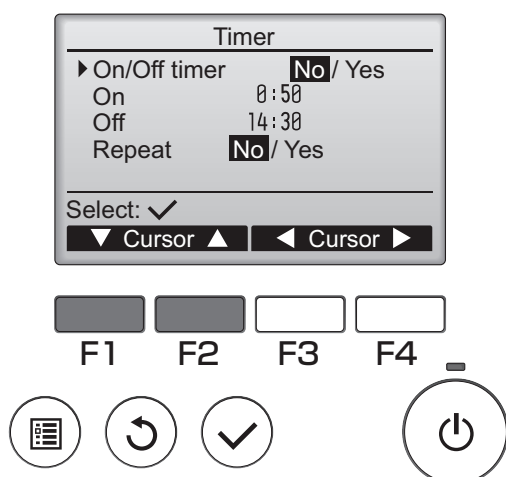 Timer
On/Off timer No / Yes
On 0:50
Off 14:30
Repeat No / Yes
Select: ✓
▼ Cursor ▲ ◀ Cursor ▶
F1 F2 F3 F4